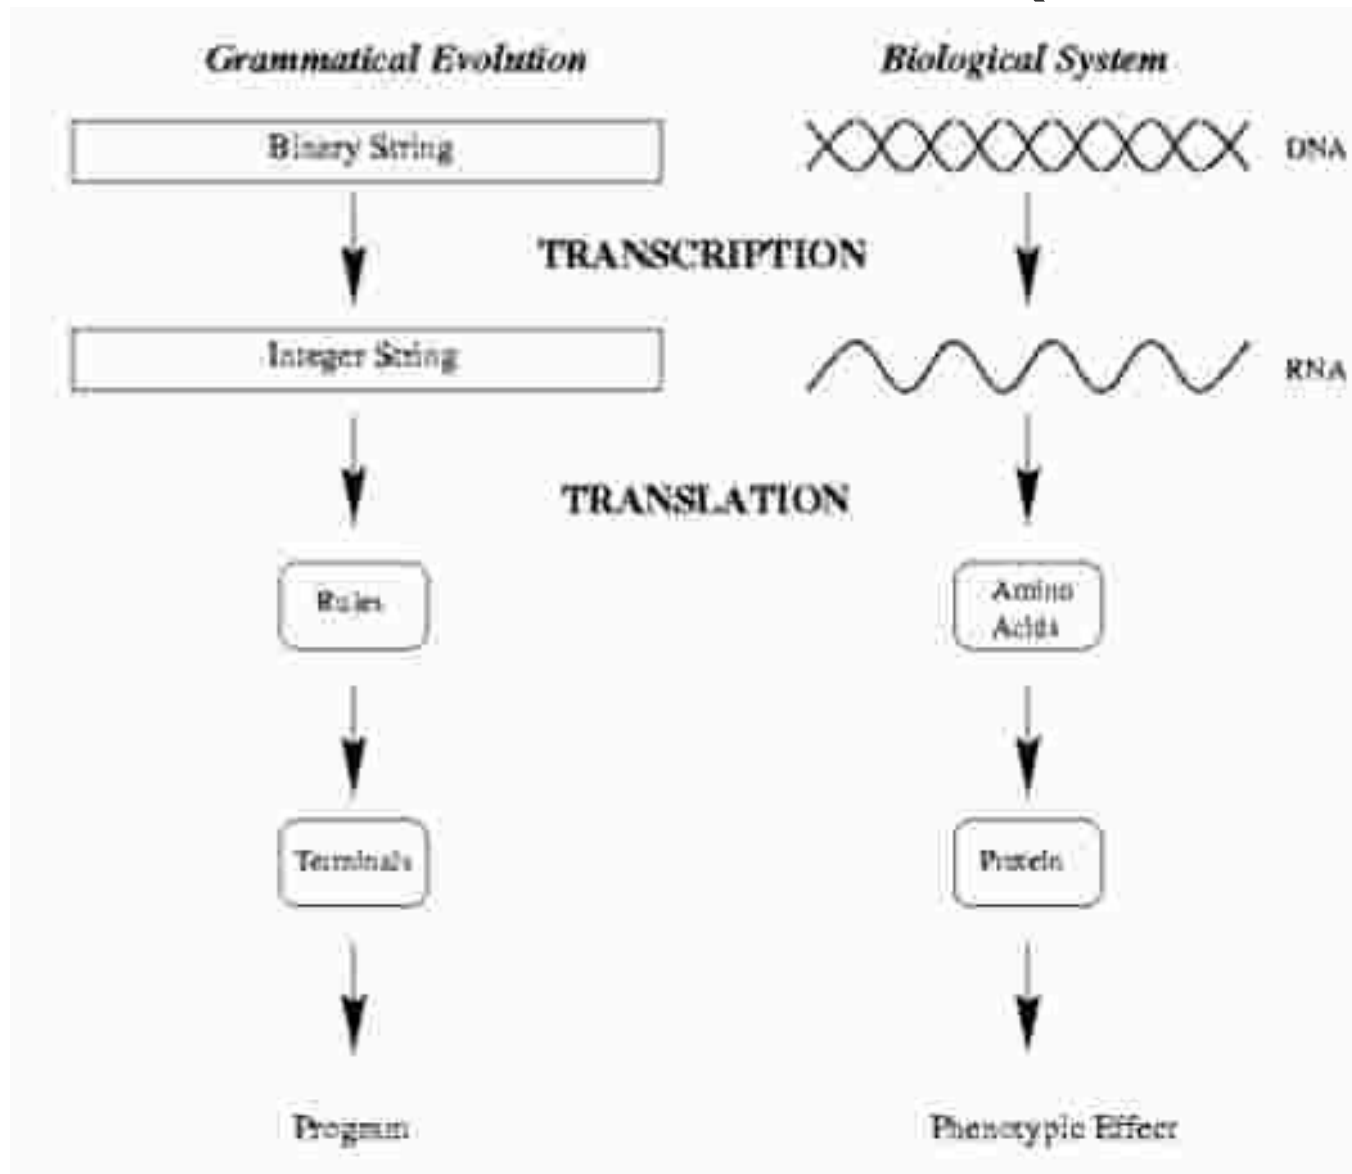 Grammatical Evolution
Biological System
Binary String
DNA
TRANSCRIPTION
Integer String
RNA
TRANSLATION
Rules
Amino
Acids
Terminals
Protein
Program
Phenotypic Effect